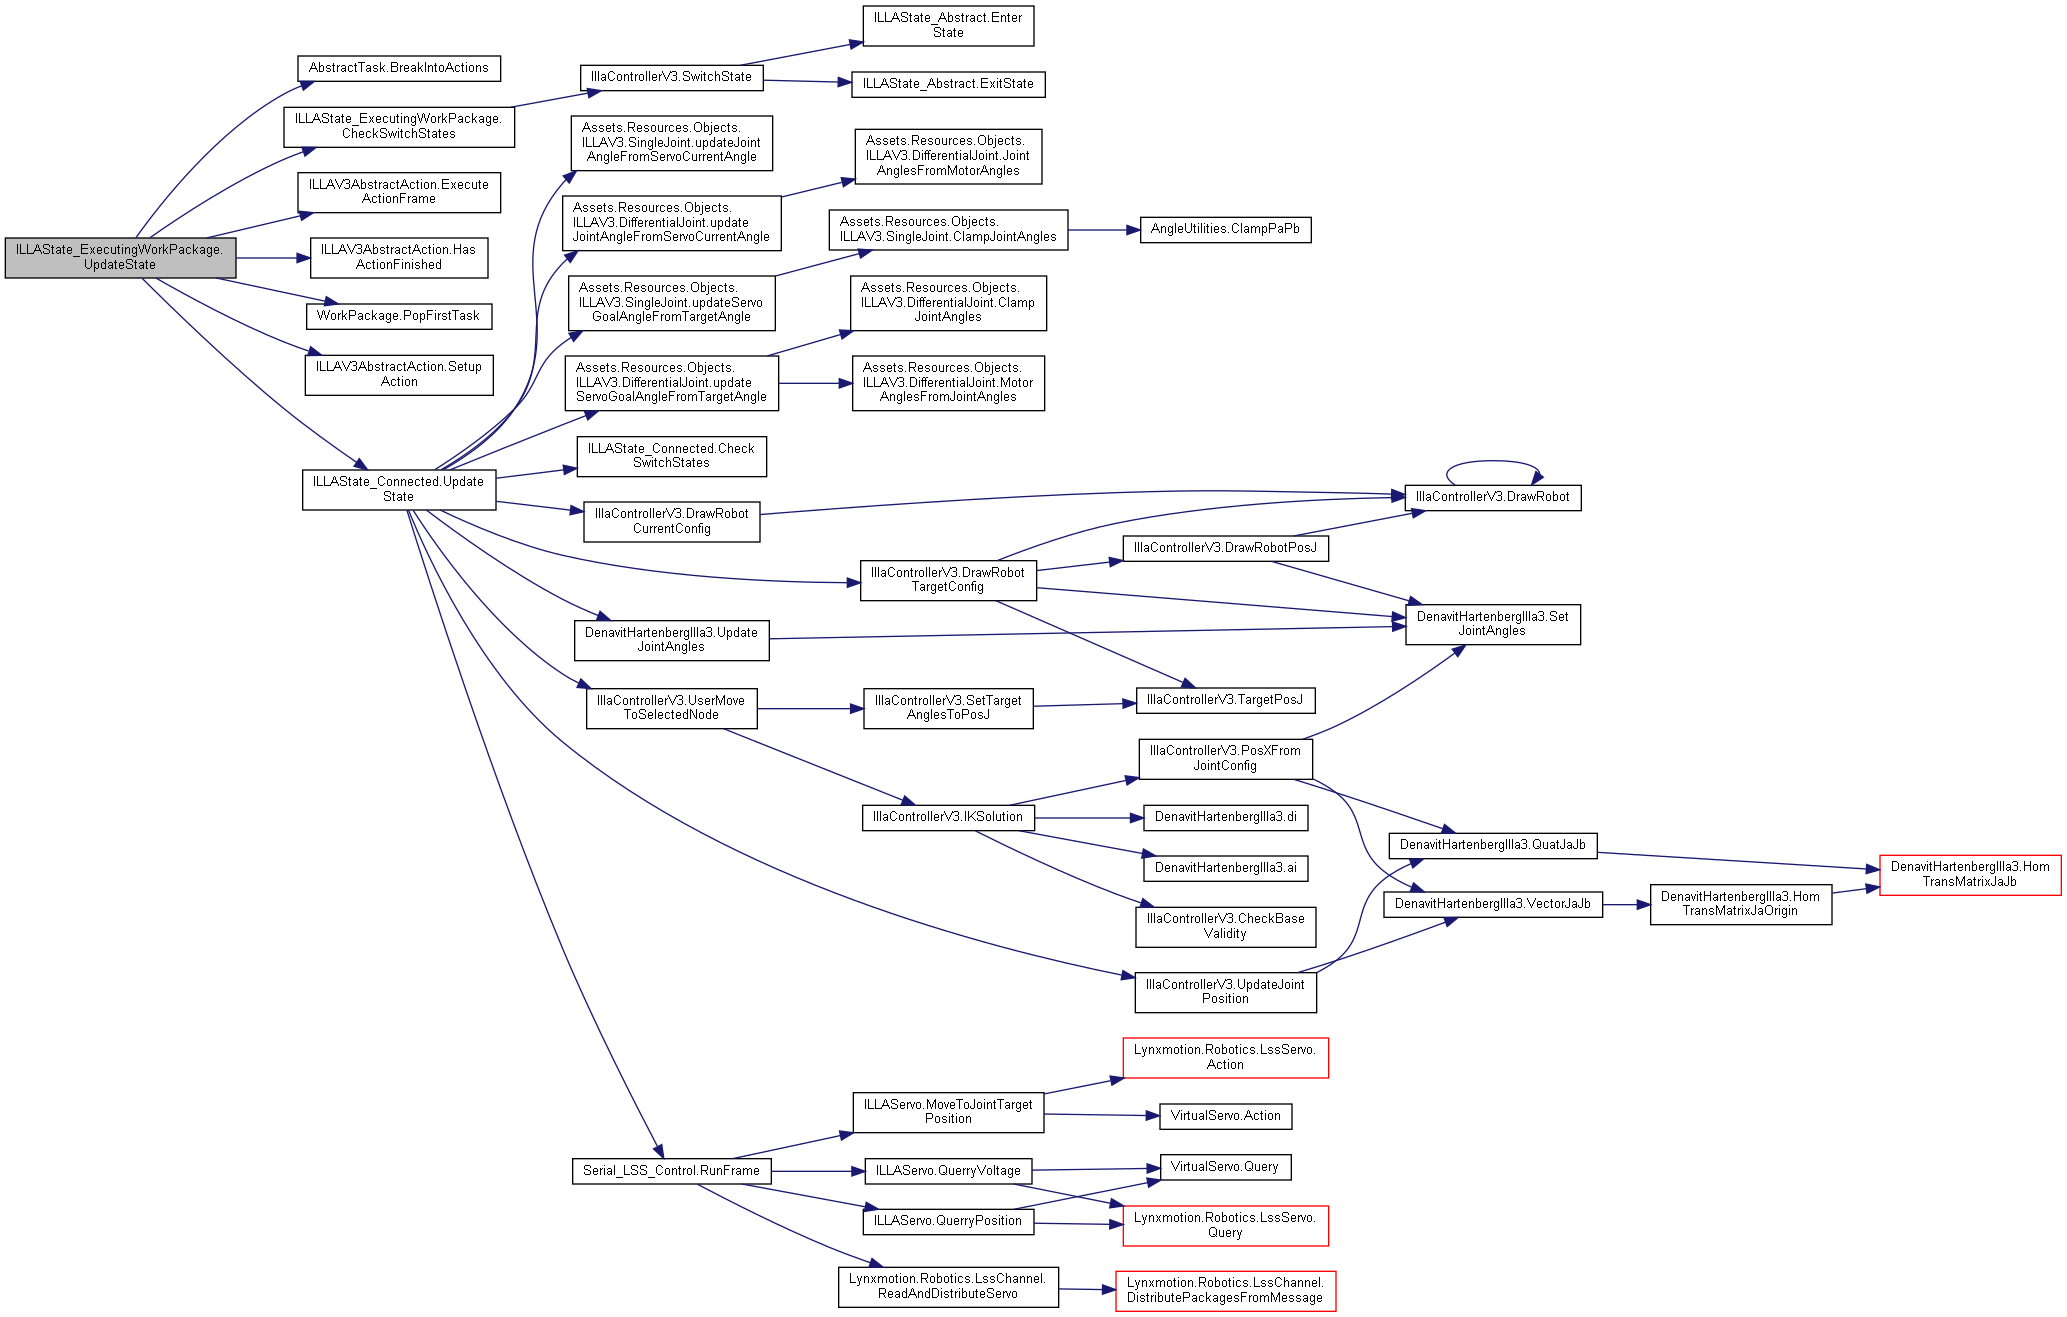 ILLAState_ExecutingWorkPackage.
UpdateState
AbstractTask.BreakIntoActions
ILLAState_ExecutingWorkPackage.
CheckSwitchStates
ILLAV3AbstractAction.Execute
ActionFrame
ILLAV3AbstractAction.Has
ActionFinished
WorkPackage.PopFirstTask
ILLAV3AbstractAction.Setup
Action
ILLAState_Connected.Update
State
IllaControllerV3.SwitchState
Assets.Resources.Objects.
ILLAV3.SingleJoint.updateJoint
AngleFromServoCurrentAngle
Assets.Resources.Objects.
ILLAV3.DifferentialJoint.update
JointAngleFromServoCurrentAngle
Assets.Resources.Objects.
ILLAV3.SingleJoint.updateServo
GoalAngleFromTargetAngle
Assets.Resources.Objects.
ILLAV3.DifferentialJoint.update
ServoGoalAngleFromTargetAngle
ILLAState_Connected.Check
SwitchStates
IllaControllerV3.DrawRobot
CurrentConfig
DenavitHartenbergIlla3.Update
JointAngles
IllaControllerV3.UserMove
ToSelectedNode
Serial_LSS_Control.RunFrame
ILLAState_Abstract.Enter
State
ILLAState_Abstract.ExitState
Assets.Resources.Objects.
ILLAV3.DifferentialJoint.Joint
AnglesFromMotorAngles
Assets.Resources.Objects.
ILLAV3.SingleJoint.ClampJointAngles
Assets.Resources.Objects.
ILLAV3.DifferentialJoint.Clamp
JointAngles
Assets.Resources.Objects.
ILLAV3.DifferentialJoint.Motor
AnglesFromJointAngles
IllaControllerV3.DrawRobot
TargetConfig
IllaControllerV3.SetTarget
AnglesToPosJ
IllaControllerV3.IKSolution
ILLAServo.MoveToJointTarget
Position
ILLAServo.QuerryVoltage
ILLAServo.QuerryPosition
Lynxmotion.Robotics.LssChannel.
ReadAndDistributeServo
AngleUtilities.ClampPaPb
IllaControllerV3.DrawRobotPosJ
IllaControllerV3.TargetPosJ
IllaControllerV3.PosXFrom
JointConfig
DenavitHartenbergIlla3.di
DenavitHartenbergIlla3.ai
IllaControllerV3.CheckBase
Validity
IllaControllerV3.UpdateJoint
Position
Lynxmotion.Robotics.LssServo.
Action
VirtualServo.Action
VirtualServo.Query
Lynxmotion.Robotics.LssServo.
Query
Lynxmotion.Robotics.LssChannel.
DistributePackagesFromMessage
IllaControllerV3.DrawRobot
DenavitHartenbergIlla3.Set
JointAngles
DenavitHartenbergIlla3.QuatJaJb
DenavitHartenbergIlla3.VectorJaJb
DenavitHartenbergIlla3.Hom
TransMatrixJaOrigin
DenavitHartenbergIlla3.Hom
TransMatrixJaJb